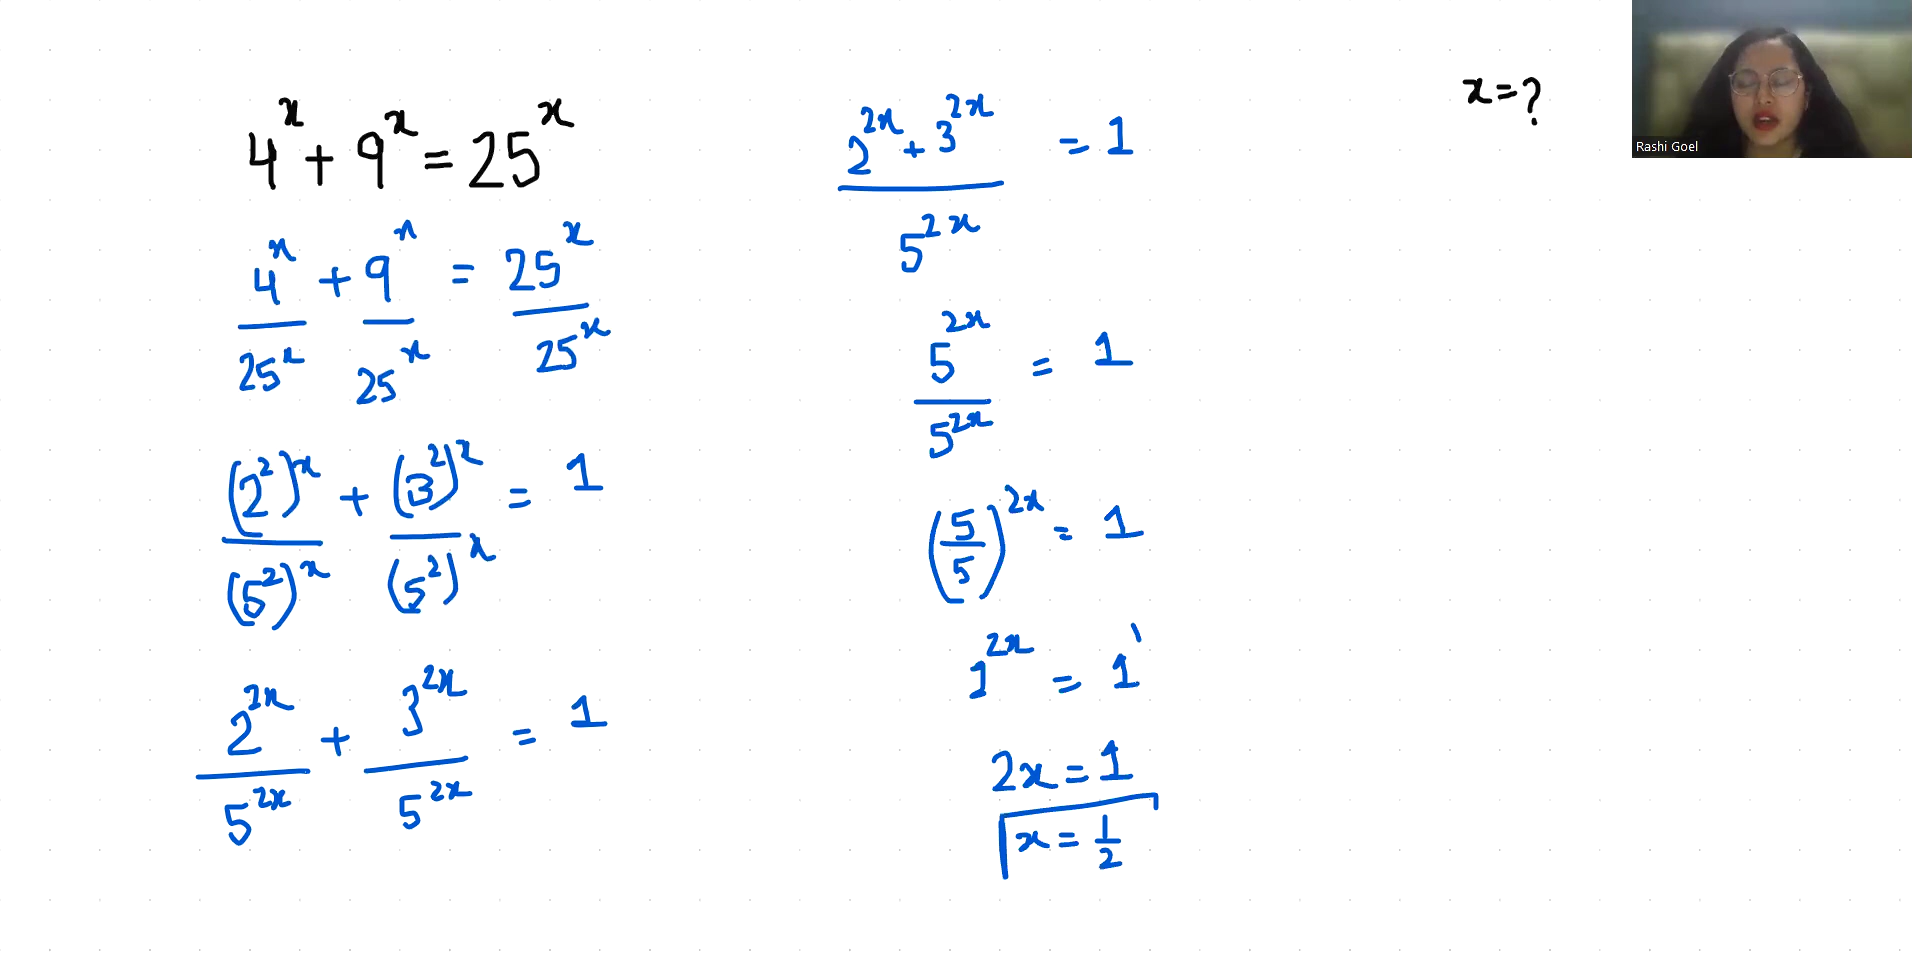 4^x + 9^x = 25^x
4^x/25^x + 9^x/25^x = 25^x/25^x
(2^2)^x/(5^2)^x + (3^2)^x/(5^2)^x = 1
2^2x/5^2x + 3^2x/5^2x = 1
(2^2x + 3^2x)/5^2x = 1
5^2x/5^2x = 1
(5/5)^2x = 1
1^2x = 1^1
2x = 1
x = 1/2
x = ?
Rashi Goel